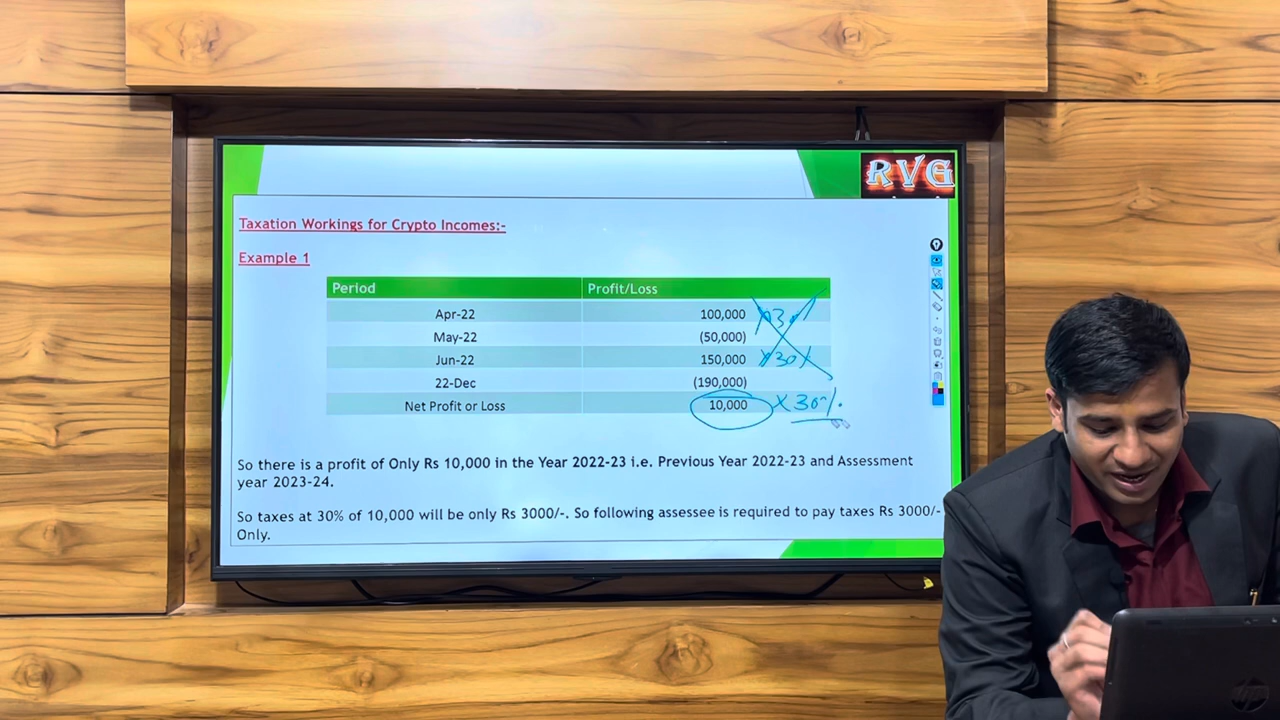 RVG
Taxation Workings for Crypto Incomes:-
Example 1
Period Profit/Loss
Apr-22 100,000
May-22 (50,000)
Jun-22 150,000 X30%
22-Dec (190,000)
Net Profit or Loss 10,000 X30%.
So there is a profit of Only Rs 10,000 in the Year 2022-23 i.e. Previous Year 2022-23 and Assessment
year 2023-24.
So taxes at 30% of 10,000 will be only Rs 3000/-. So following assessee is required to pay taxes Rs 3000/-
Only.
hp